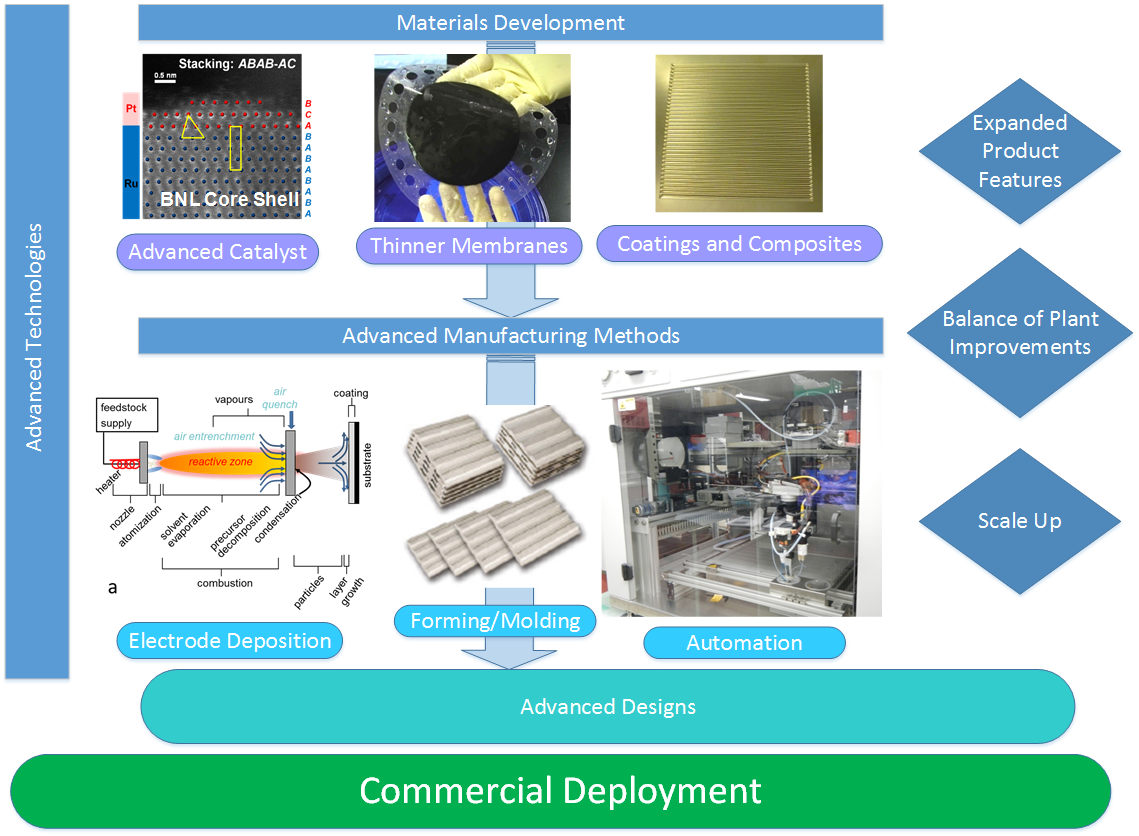 Materials Development
Advanced Technologies
Stacking: ABAB-AC
0.5 nm
Pt
Ru
B
C
A
B
A
B
A
B
A
B
A
BNL Core Shell
Advanced Catalyst
Thinner Membranes
Coatings and Composites
Expanded
Product
Features
Balance of Plant
Improvements
Scale Up
Advanced Manufacturing Methods
feedstock
supply
vapours
air
quench
coating
air entrenchment
reactive zone
substrate
heater
nozzle
atomization
solvent
evaporation
precursor
decomposition
condensation
combustion
particles
layer
growth
a
Electrode Deposition
Forming/Molding
Automation
Advanced Designs
Commercial Deployment